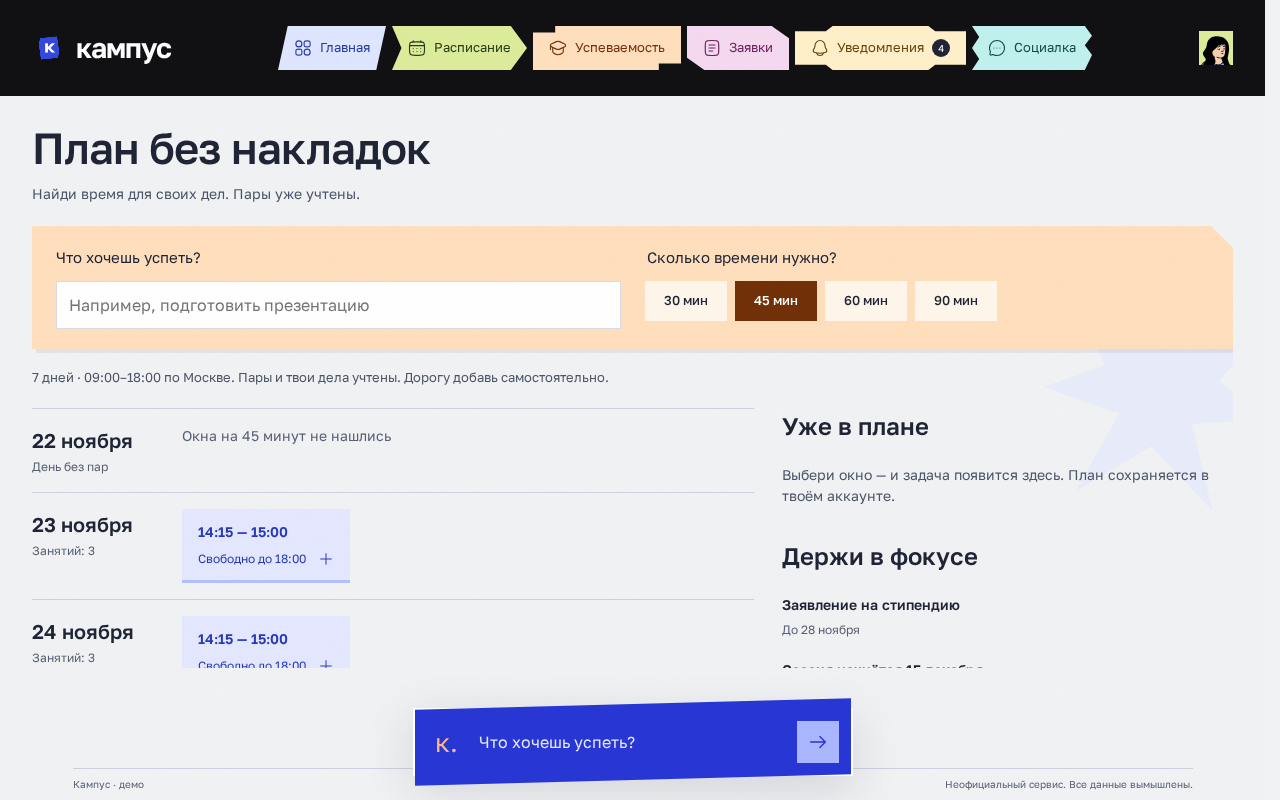 К кампус
Главная
Расписание
Успеваемость
Заявки
Уведомления 4
Социалка
План без накладок
Найди время для своих дел. Пары уже учтены.
Что хочешь успеть?
Сколько времени нужно?
Например, подготовить презентацию
30 мин
45 мин
60 мин
90 мин
7 дней · 09:00–18:00 по Москве. Пары и твои дела учтены. Дорогу добавь самостоятельно.
22 ноября
День без пар
Окна на 45 минут не нашлись
23 ноября
Занятий: 3
14:15 — 15:00
Свободно до 18:00
24 ноября
Занятий: 3
14:15 — 15:00
Свободно до 18:00
Уже в плане
Выбери окно — и задача появится здесь. План сохраняется в
твоём аккаунте.
Держи в фокусе
Заявление на стипендию
До 28 ноября
К. Что хочешь успеть?
Кампус · демо
Неофициальный сервис. Все данные вымышлены.